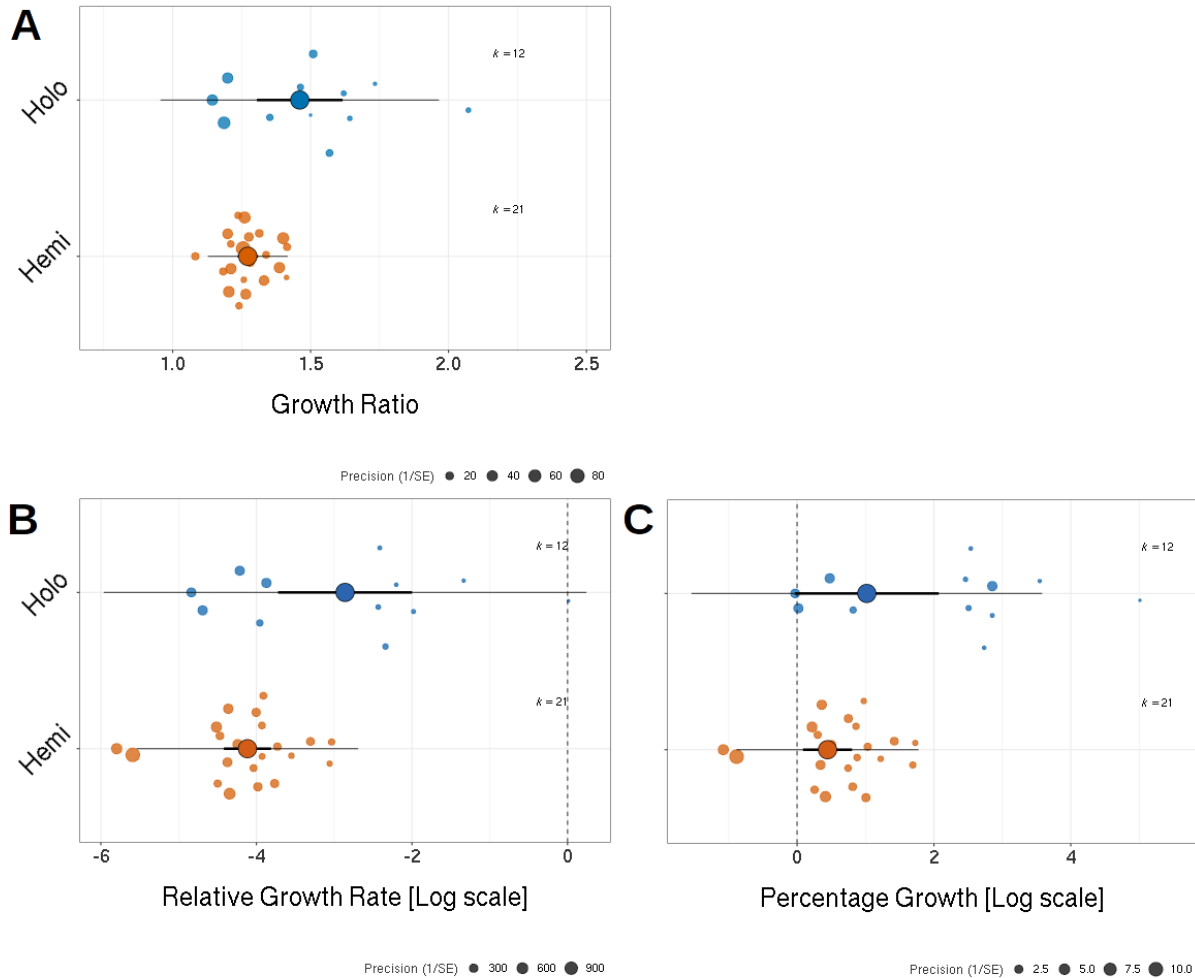 A
Holo
k = 12
Hemi
k = 21
1.0 1.5 2.0 2.5
Growth Ratio
Precision (1/SE) 20 40 60 80
B
Holo
k = 12
Hemi
k = 21
-6 -4 -2 0
Relative Growth Rate [Log scale]
Precision (1/SE) 300 600 900
C
k = 12
k = 21
0 2 4
Percentage Growth [Log scale]
Precision (1/SE) 2.5 5.0 7.5 10.0